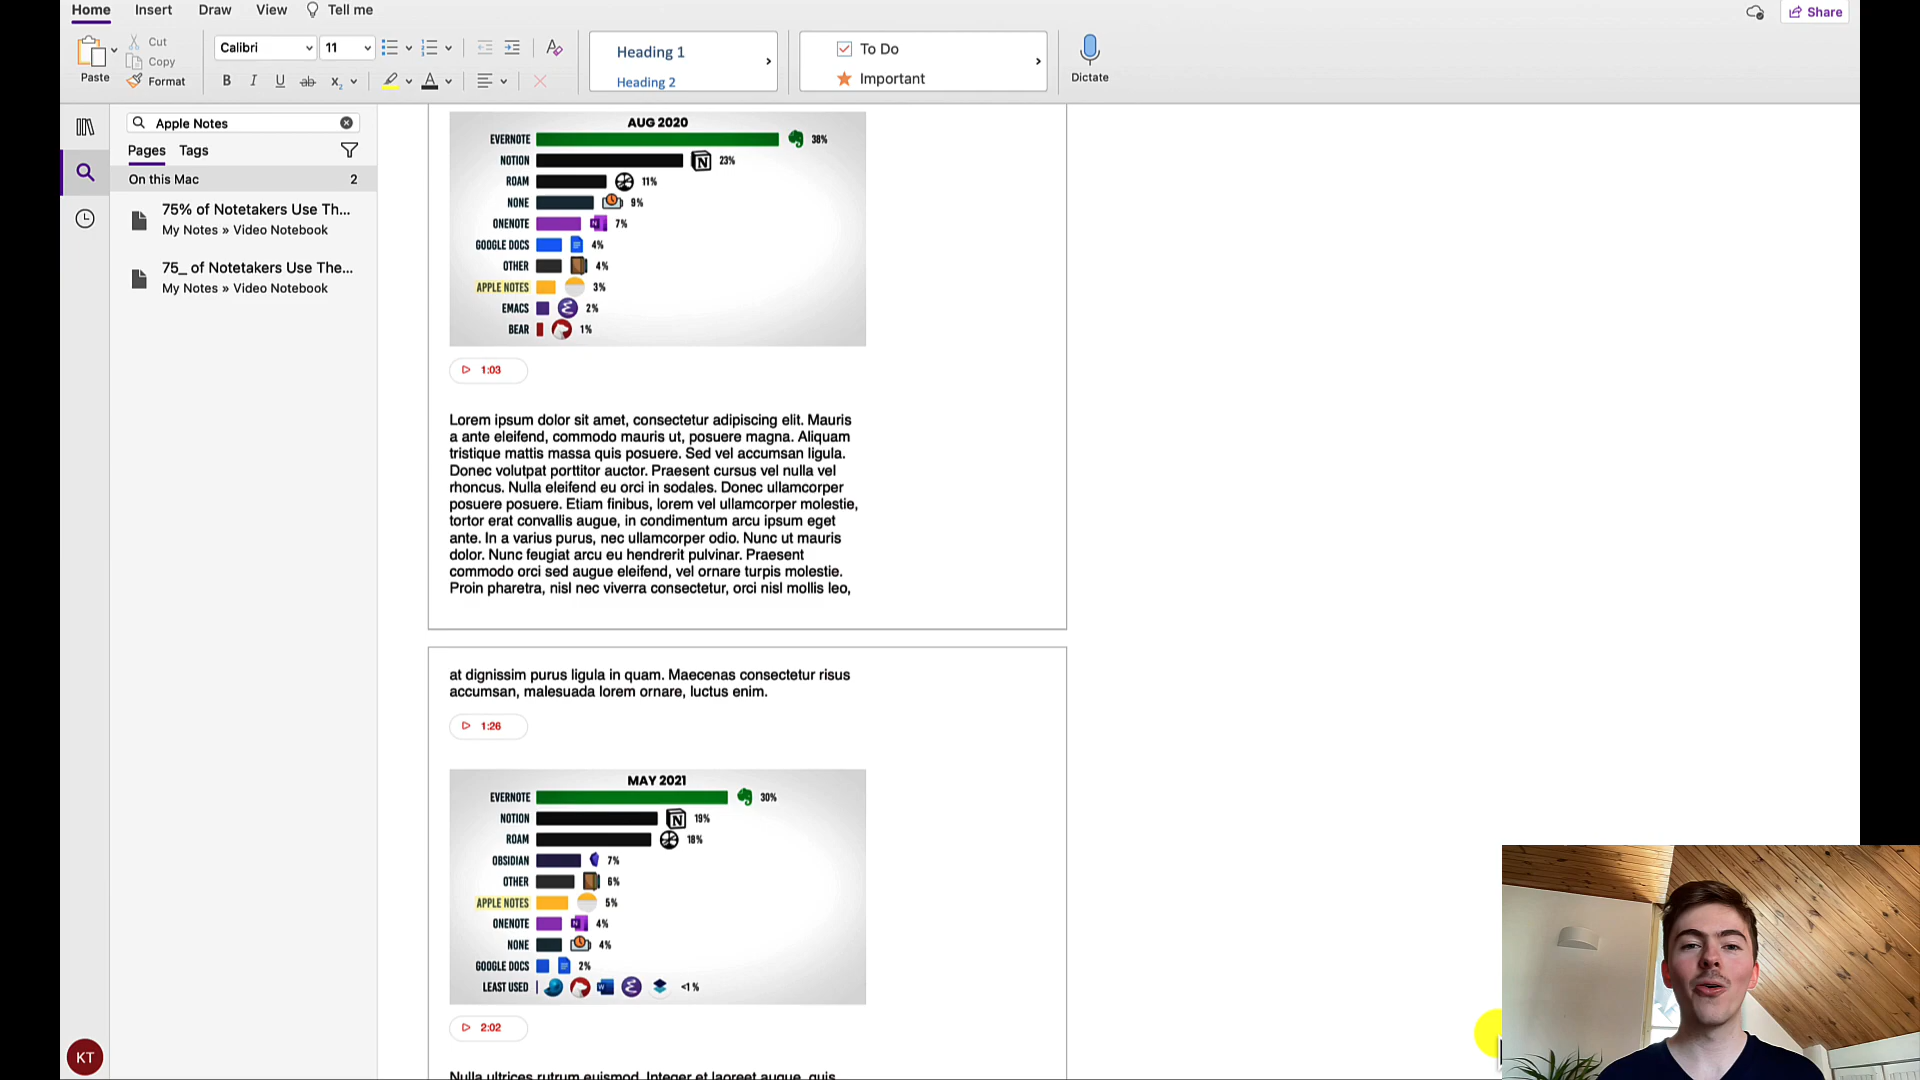 Home Insert Draw View Tell me
Share
Paste
Cut
Copy
Format
Calibri 11
B I U ab x₂ A
Heading 1
Heading 2
To Do
Important
Dictate
Apple Notes
Pages Tags
On this Mac 2
75% of Notetakers Use Th...
My Notes » Video Notebook
75_ of Notetakers Use The...
My Notes » Video Notebook
KT
AUG 2020
EVERNOTE 38%
NOTION 23%
ROAM 11%
NONE 9%
ONENOTE 7%
GOOGLE DOCS 4%
OTHER 4%
APPLE NOTES 3%
EMACS 2%
BEAR 1%
1:03
Lorem ipsum dolor sit amet, consectetur adipiscing elit. Mauris
a ante eleifend, commodo mauris ut, posuere magna. Aliquam
tristique mattis massa quis posuere. Sed vel accumsan ligula.
Donec volutpat porttitor auctor. Praesent cursus vel nulla vel
rhoncus. Nulla eleifend eu orci in sodales. Donec ullamcorper
posuere posuere. Etiam finibus, lorem vel ullamcorper molestie,
tortor erat convallis augue, in condimentum arcu ipsum eget
ante. In a varius purus, nec ullamcorper odio. Nunc ut mauris
dolor. Nunc feugiat arcu eu hendrerit pulvinar. Praesent
commodo orci sed augue eleifend, vel ornare turpis molestie.
Proin pharetra, nisl nec viverra consectetur, orci nisl mollis leo,
at dignissim purus ligula in quam. Maecenas consectetur risus
accumsan, malesuada lorem ornare, luctus enim.
1:26
MAY 2021
EVERNOTE 30%
NOTION 19%
ROAM 18%
OBSIDIAN 7%
OTHER 6%
APPLE NOTES 5%
ONENOTE 4%
NONE 4%
GOOGLE DOCS 2%
LEAST USED <1%
2:02
Nulla ultrices rutrum euismod. Integer et laoreet augue, quis